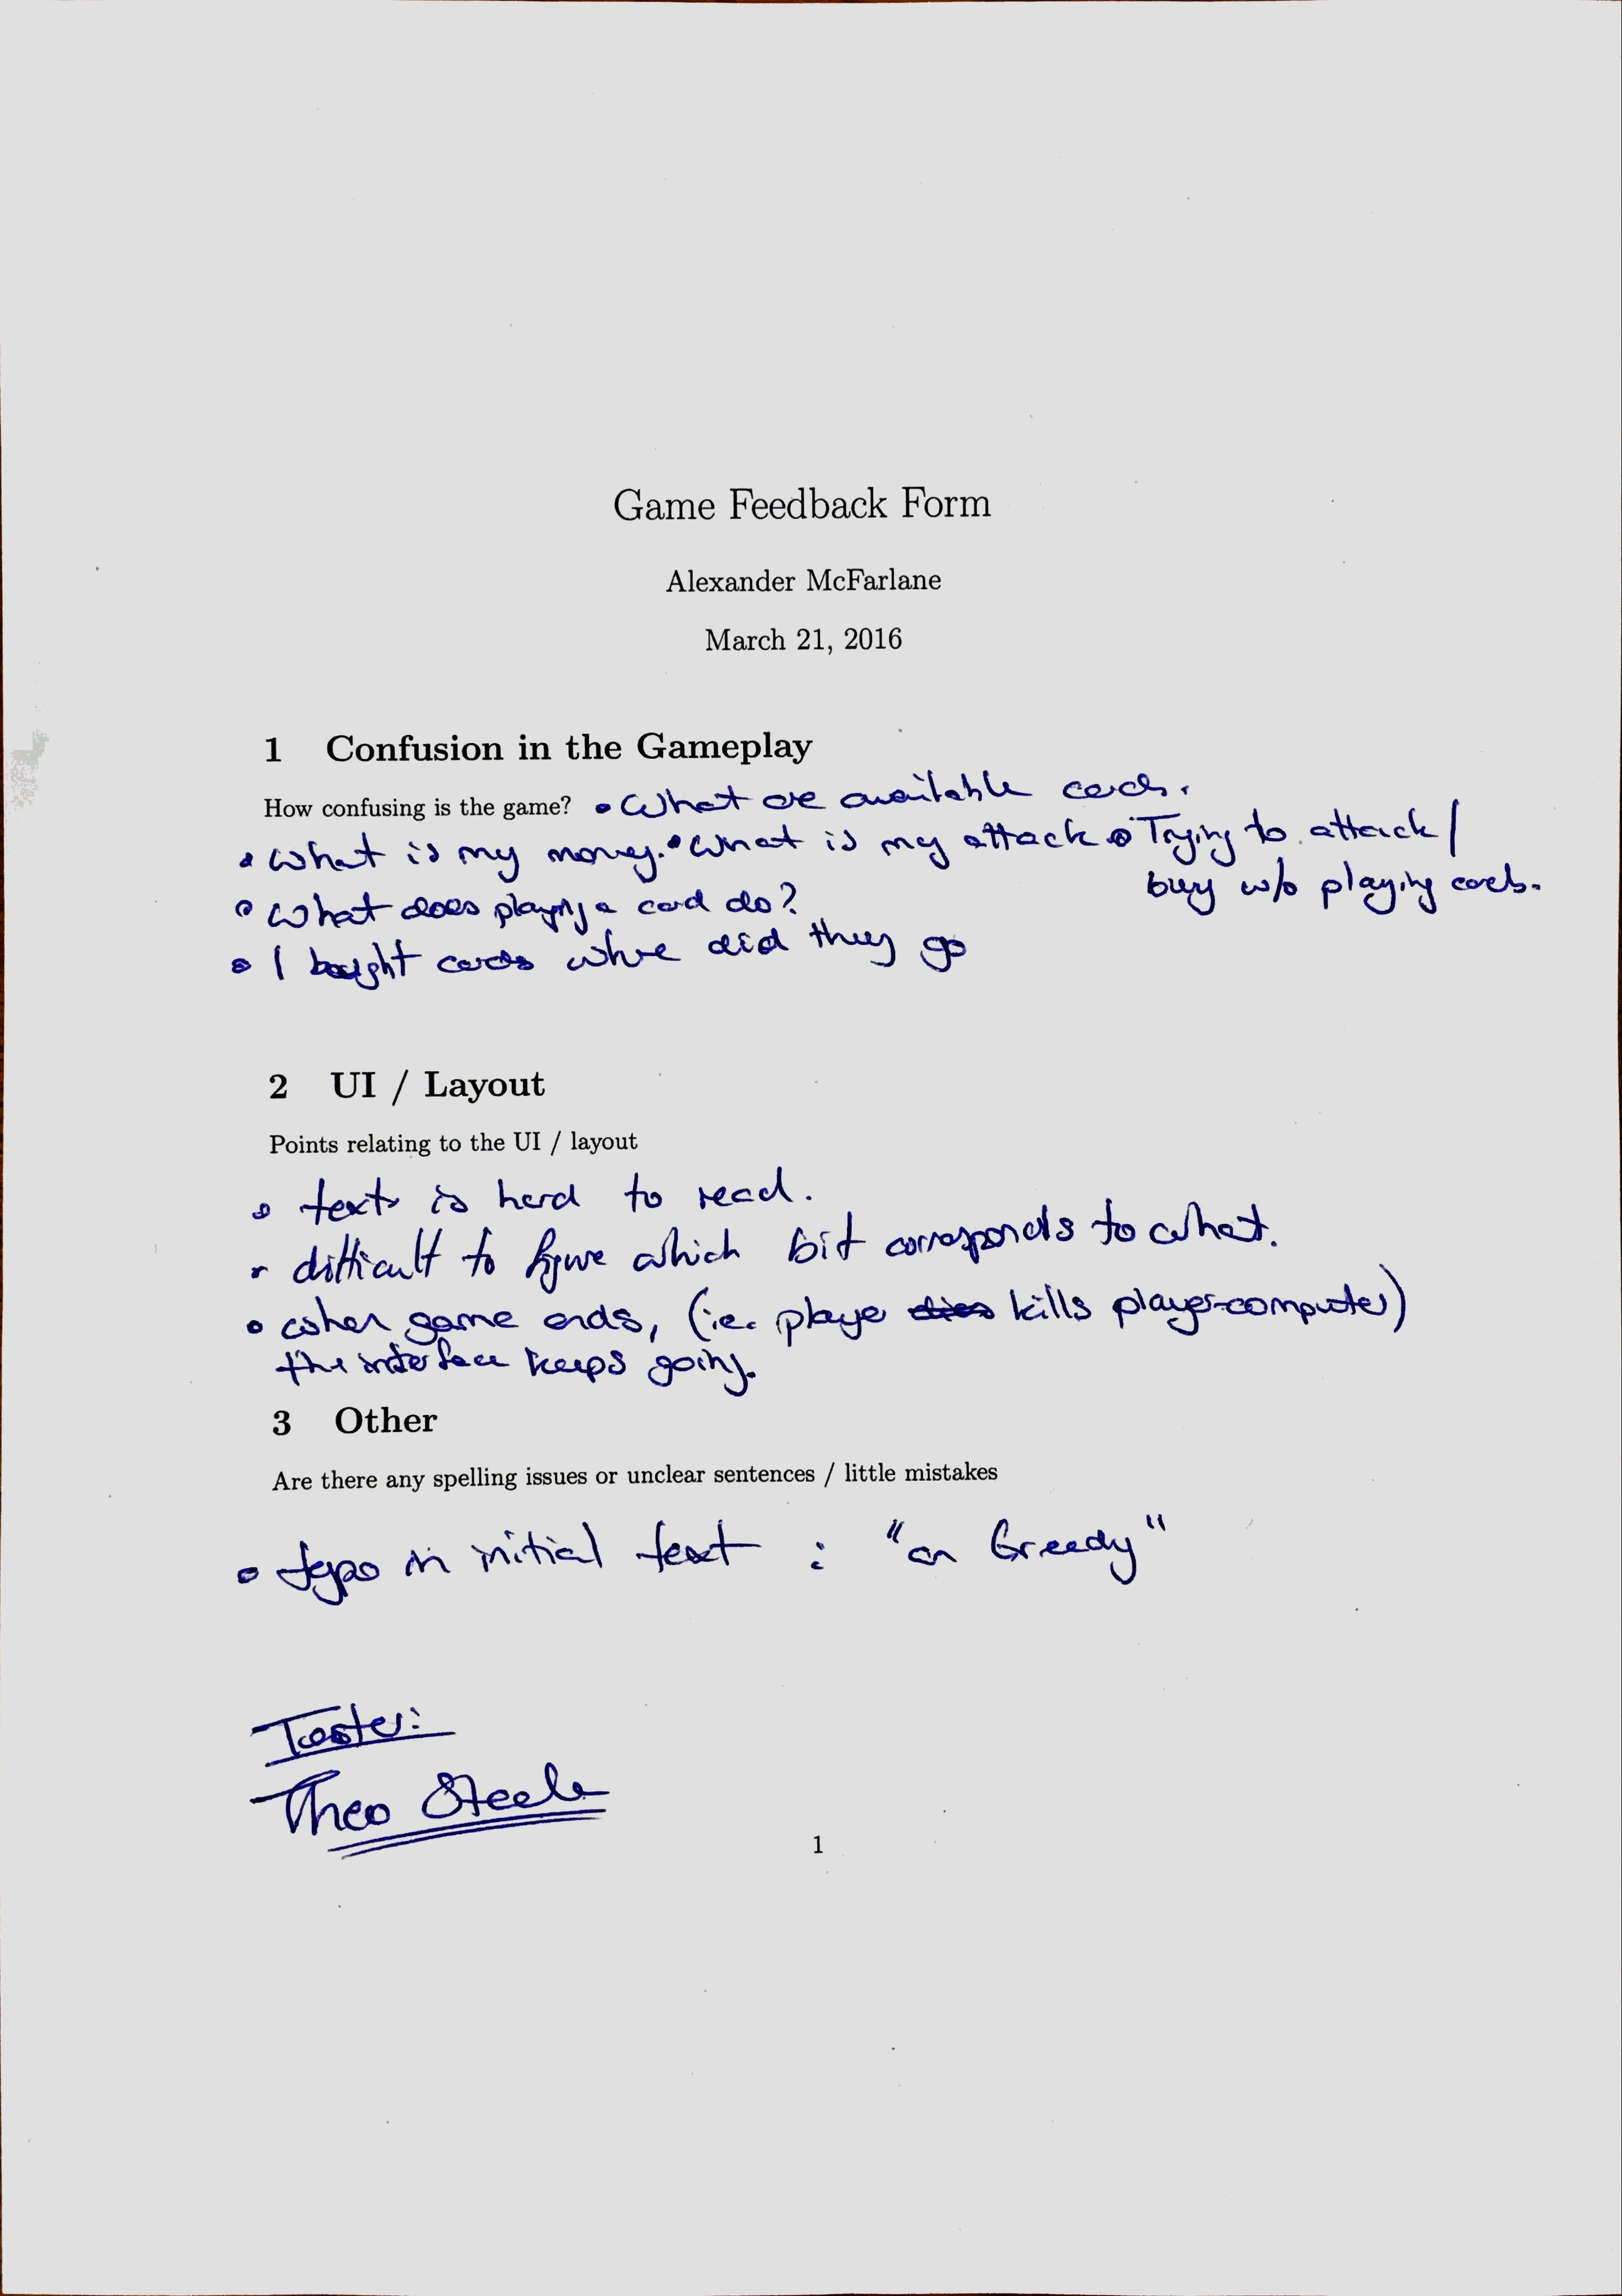 Game Feedback Form
Alexander McFarlane
March 21, 2016
1 Confusion in the Gameplay
How confusing is the game? • What are available cards.
• What is my money. • What is my attack • Trying to attack /
buy w/o playing cards.
• What does playing a card do?
• I bought cards where did they go
2 UI / Layout
Points relating to the UI / layout
• text is hard to read.
• difficult to figure which bit corresponds to what.
• when game ends, (i.e. player dies kills player-computer)
the interface keeps going.
3 Other
Are there any spelling issues or unclear sentences / little mistakes
• typo in initial text : "an Greedy"
Tester:
Theo Steele
1